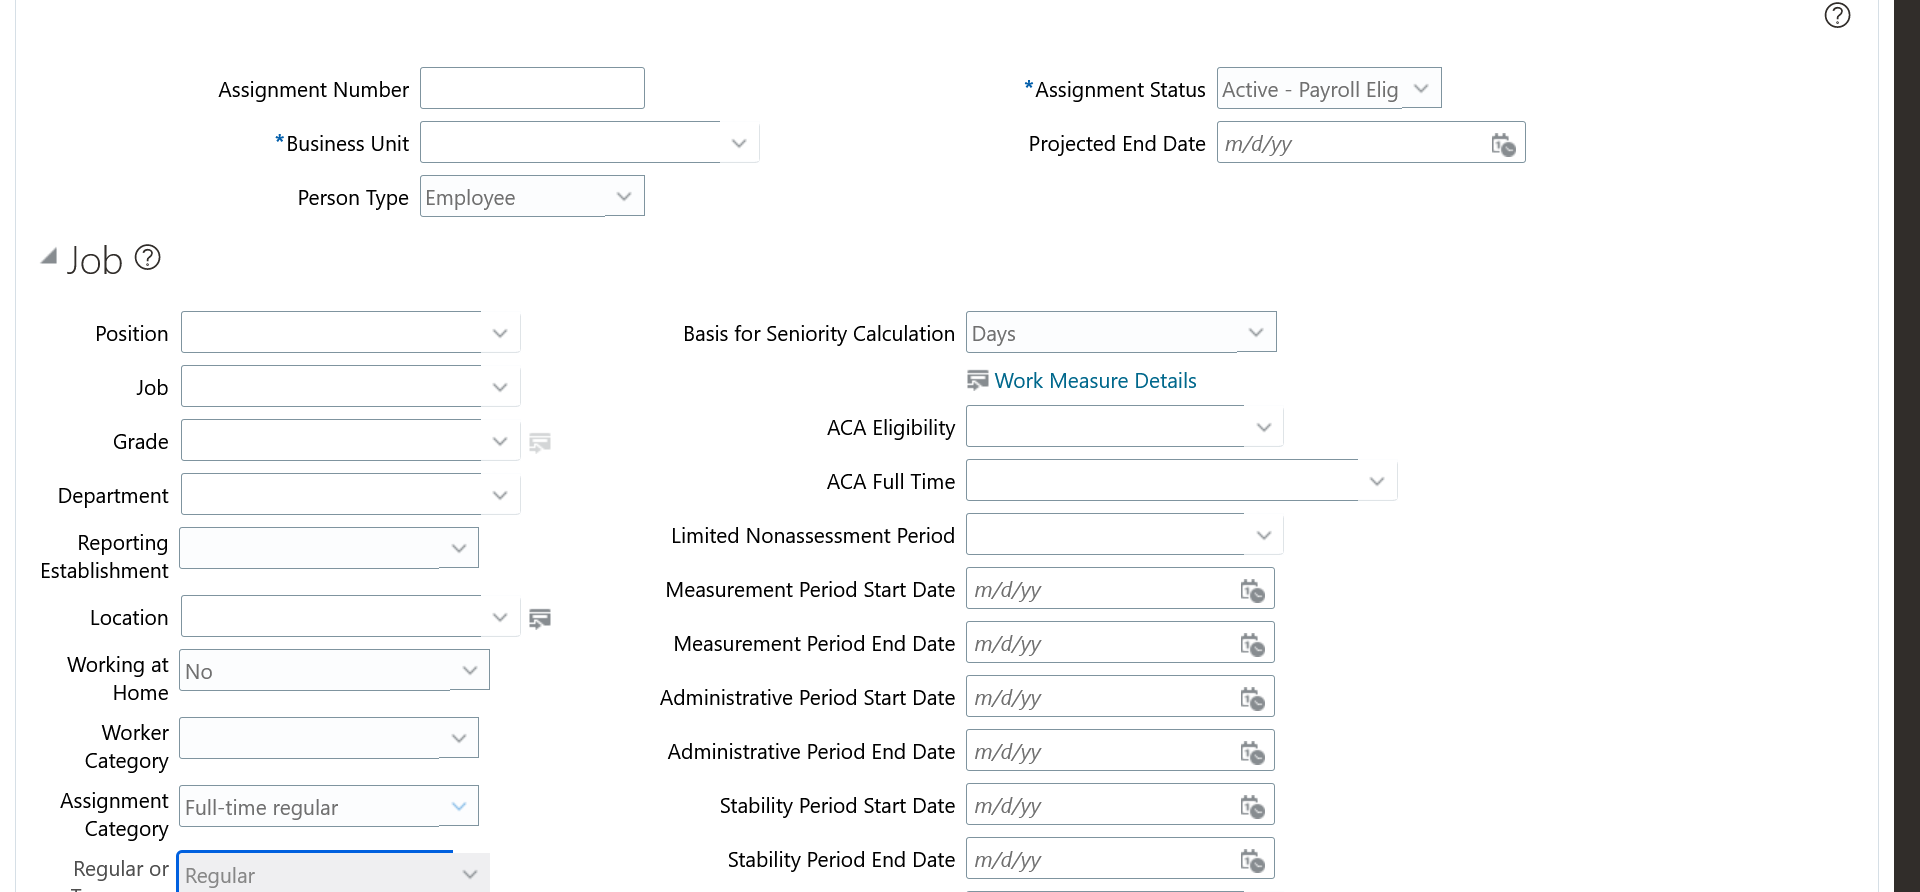 Assignment Number
*Assignment Status Active - Payroll Elig
*Business Unit
Projected End Date m/d/yy
Person Type Employee
Job
Position
Basis for Seniority Calculation Days
Work Measure Details
Job
ACA Eligibility
Grade
ACA Full Time
Department
Limited Nonassessment Period
Reporting
Establishment
Measurement Period Start Date m/d/yy
Location
Measurement Period End Date m/d/yy
Working at
Home
No
Administrative Period Start Date m/d/yy
Worker
Category
Administrative Period End Date m/d/yy
Assignment
Category
Full-time regular
Stability Period Start Date m/d/yy
Regular or
Regular
Stability Period End Date m/d/yy